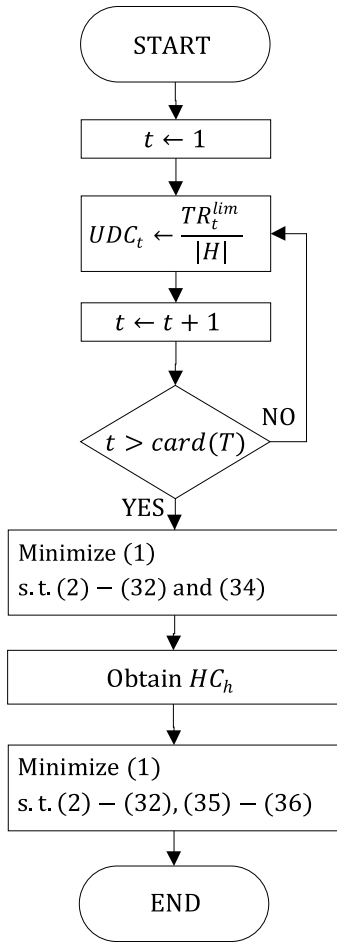 START
t ← 1
UDC_t ← TR_t^{lim} / |H|
t ← t + 1
NO
t > card(T)
YES
Minimize (1)
s.t. (2) − (32) and (34)
Obtain HC_h
Minimize (1)
s.t. (2) − (32), (35) − (36)
END